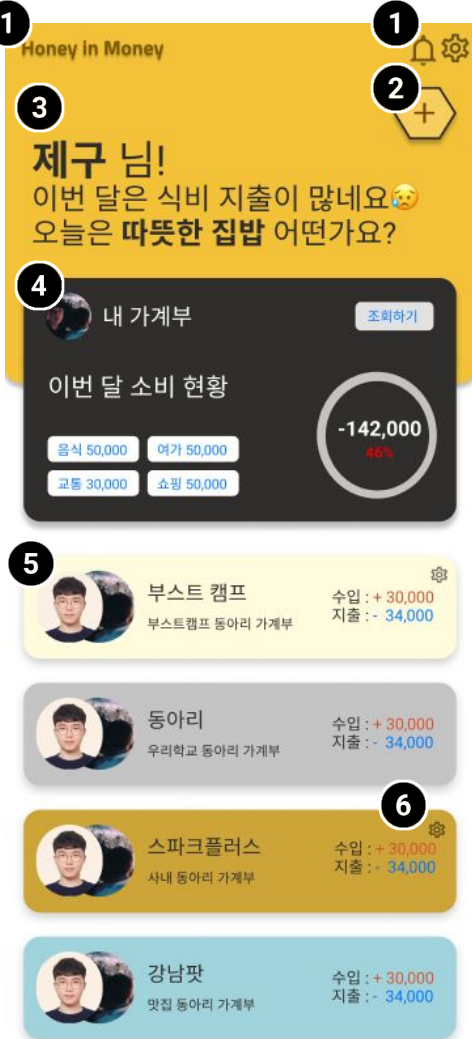 1
1
Honey in Money
2
+
3
제구 님!
이번 달은 식비 지출이 많네요😥
오늘은 따뜻한 집밥 어떤가요?
4
내 가계부
조회하기
이번 달 소비 현황
-142,000
46%
음식 50,000 여가 50,000
교통 30,000 쇼핑 50,000
5
부스트 캠프
부스트캠프 동아리 가계부
수입 : + 30,000
지출 : - 34,000
동아리
우리학교 동아리 가계부
수입 : + 30,000
지출 : - 34,000
6
스파크플러스
사내 동아리 가계부
수입 : + 30,000
지출 : - 34,000
강남팟
맛집 동아리 가계부
수입 : + 30,000
지출 : - 34,000